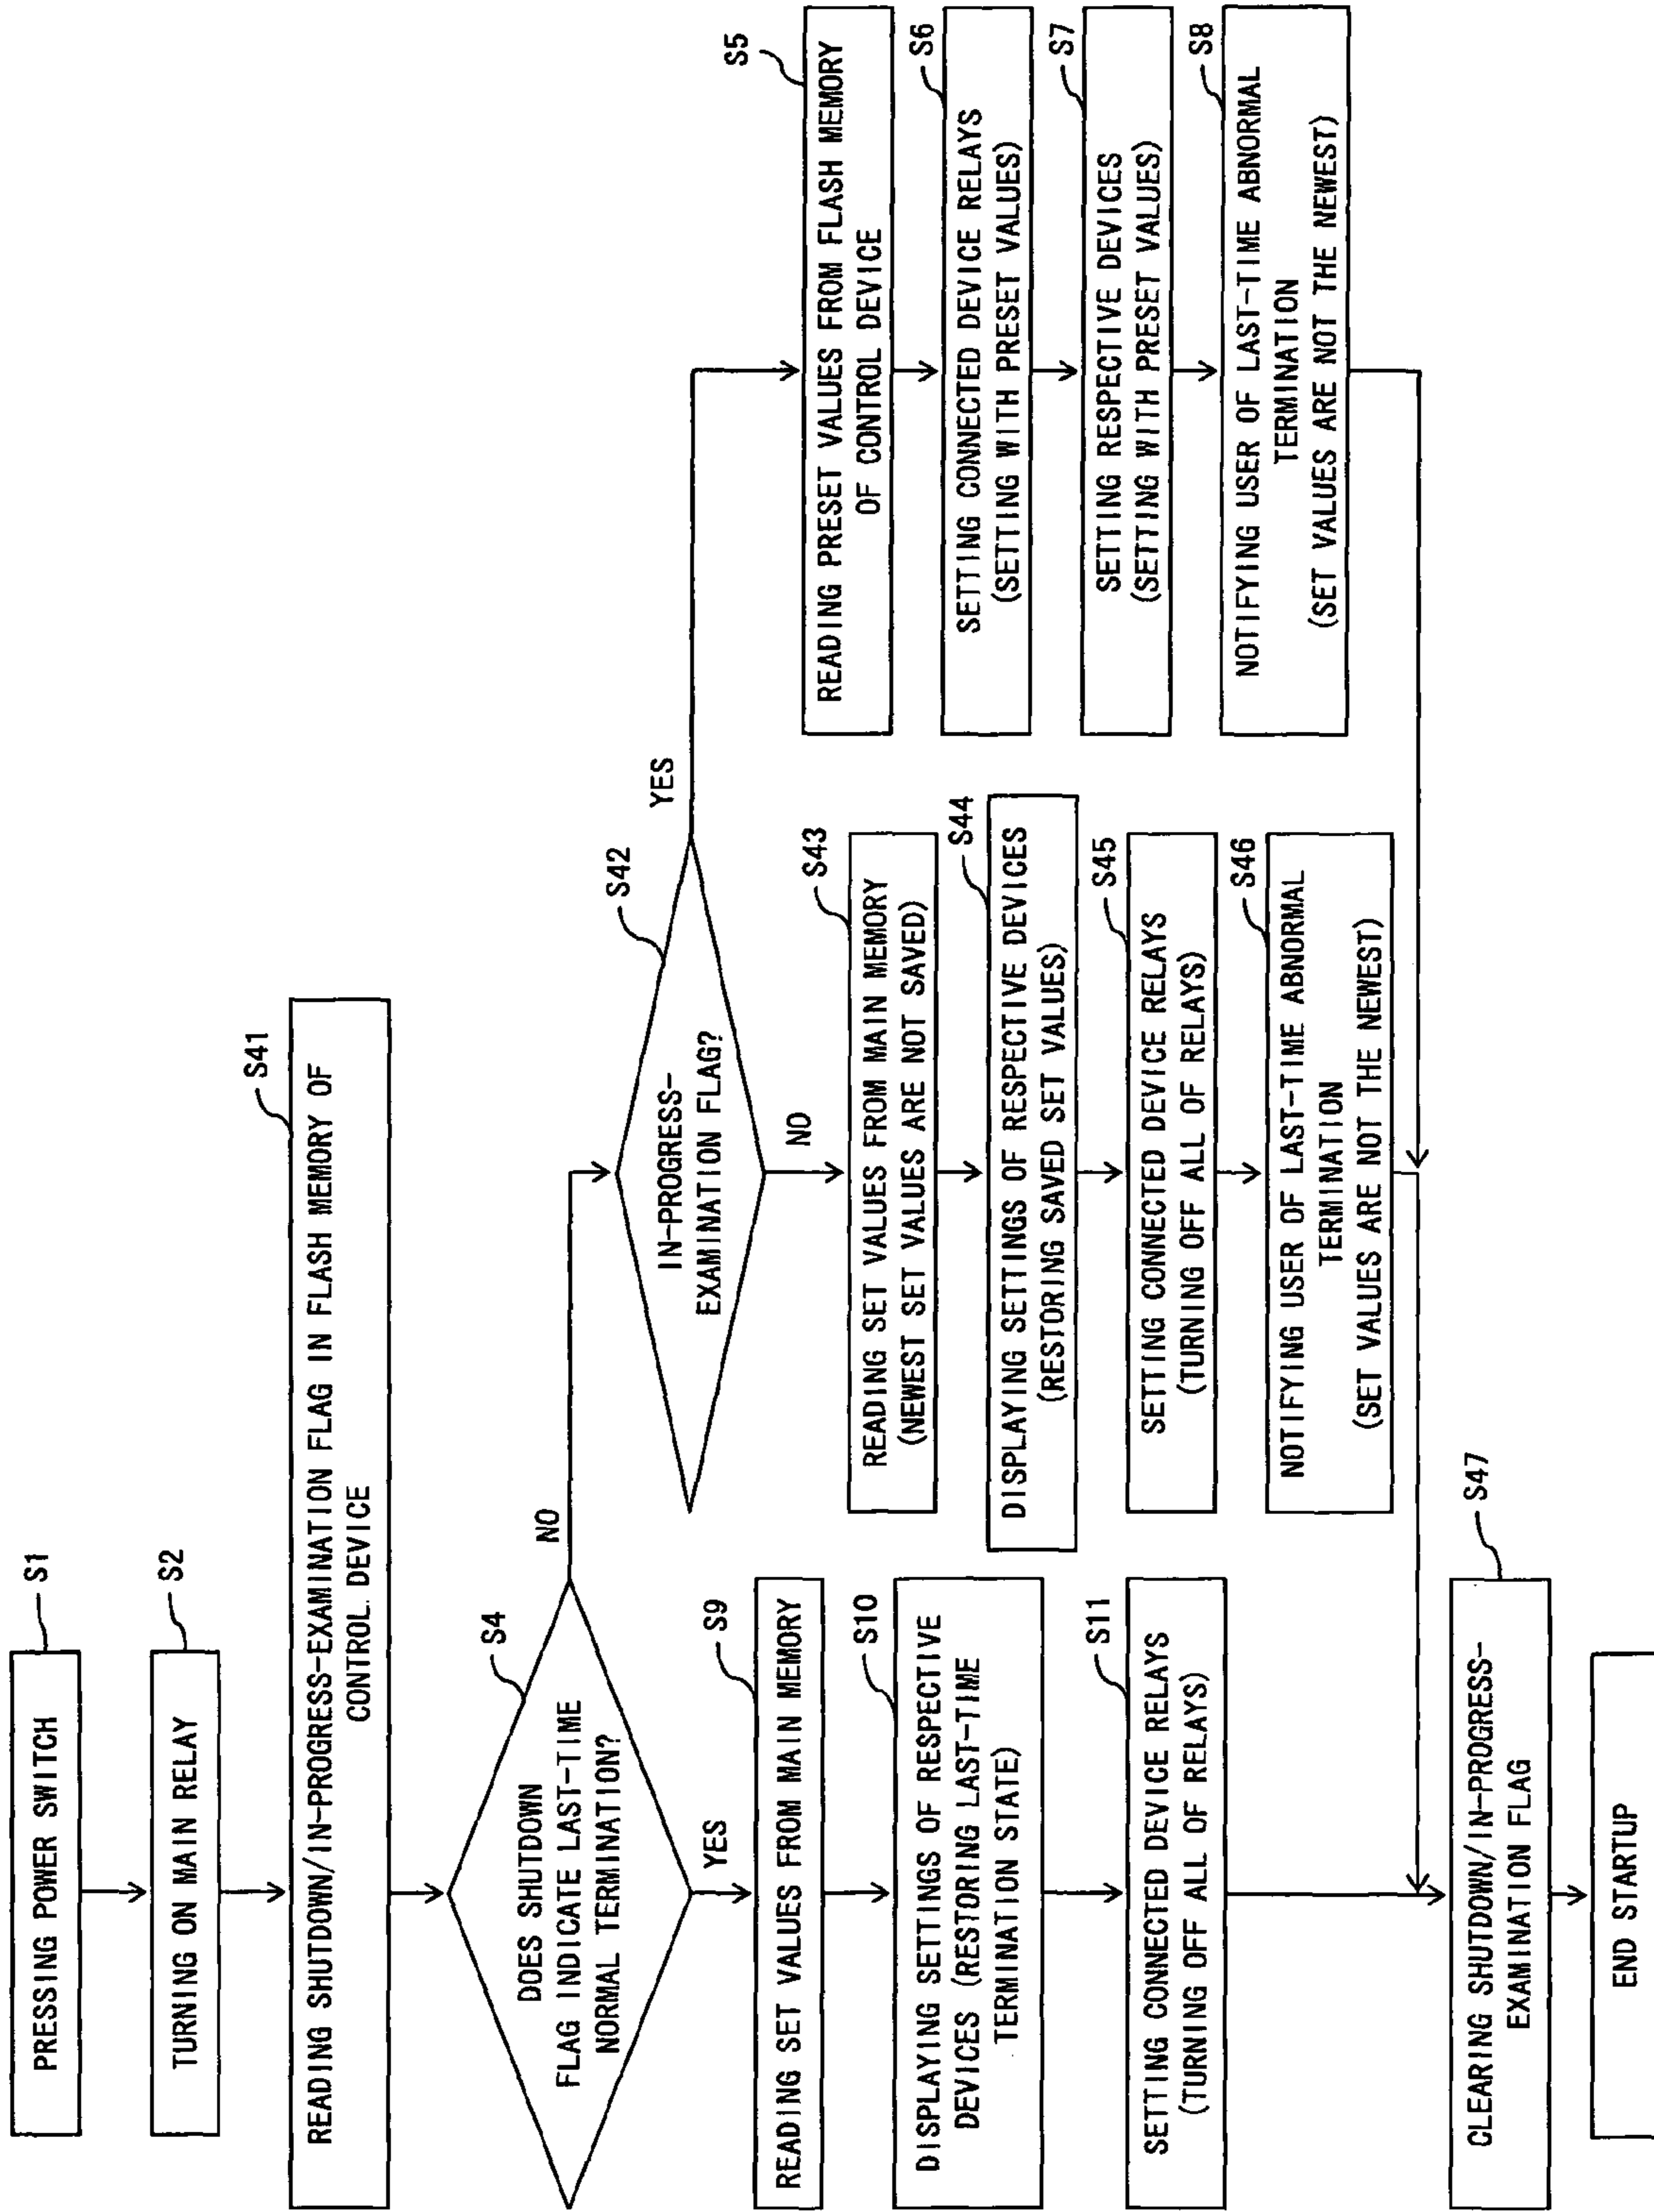 PRESSING POWER SWITCH
S1
TURNING ON MAIN RELAY
S2
READING SHUTDOWN/IN-PROGRESS-EXAMINATION FLAG IN FLASH MEMORY OF
CONTROL DEVICE
S41
DOES SHUTDOWN
FLAG INDICATE LAST-TIME
NORMAL TERMINATION?
S4
NO
YES
READING SET VALUES FROM MAIN MEMORY
S9
DISPLAYING SETTINGS OF RESPECTIVE
DEVICES (RESTORING LAST-TIME
TERMINATION STATE)
S10
SETTING CONNECTED DEVICE RELAYS
(TURNING OFF ALL OF RELAYS)
S11
IN-PROGRESS-
EXAMINATION FLAG?
S42
YES
NO
READING SET VALUES FROM MAIN MEMORY
(NEWEST SET VALUES ARE NOT SAVED)
S43
DISPLAYING SETTINGS OF RESPECTIVE DEVICES
(RESTORING SAVED SET VALUES)
S44
SETTING CONNECTED DEVICE RELAYS
(TURNING OFF ALL OF RELAYS)
S45
NOTIFYING USER OF LAST-TIME ABNORMAL
TERMINATION
(SET VALUES ARE NOT THE NEWEST)
S46
READING PRESET VALUES FROM FLASH MEMORY
OF CONTROL DEVICE
S5
SETTING CONNECTED DEVICE RELAYS
(SETTING WITH PRESET VALUES)
S6
SETTING RESPECTIVE DEVICES
(SETTING WITH PRESET VALUES)
S7
NOTIFYING USER OF LAST-TIME ABNORMAL
TERMINATION
(SET VALUES ARE NOT THE NEWEST)
S8
CLEARING SHUTDOWN/IN-PROGRESS-
EXAMINATION FLAG
S47
END STARTUP